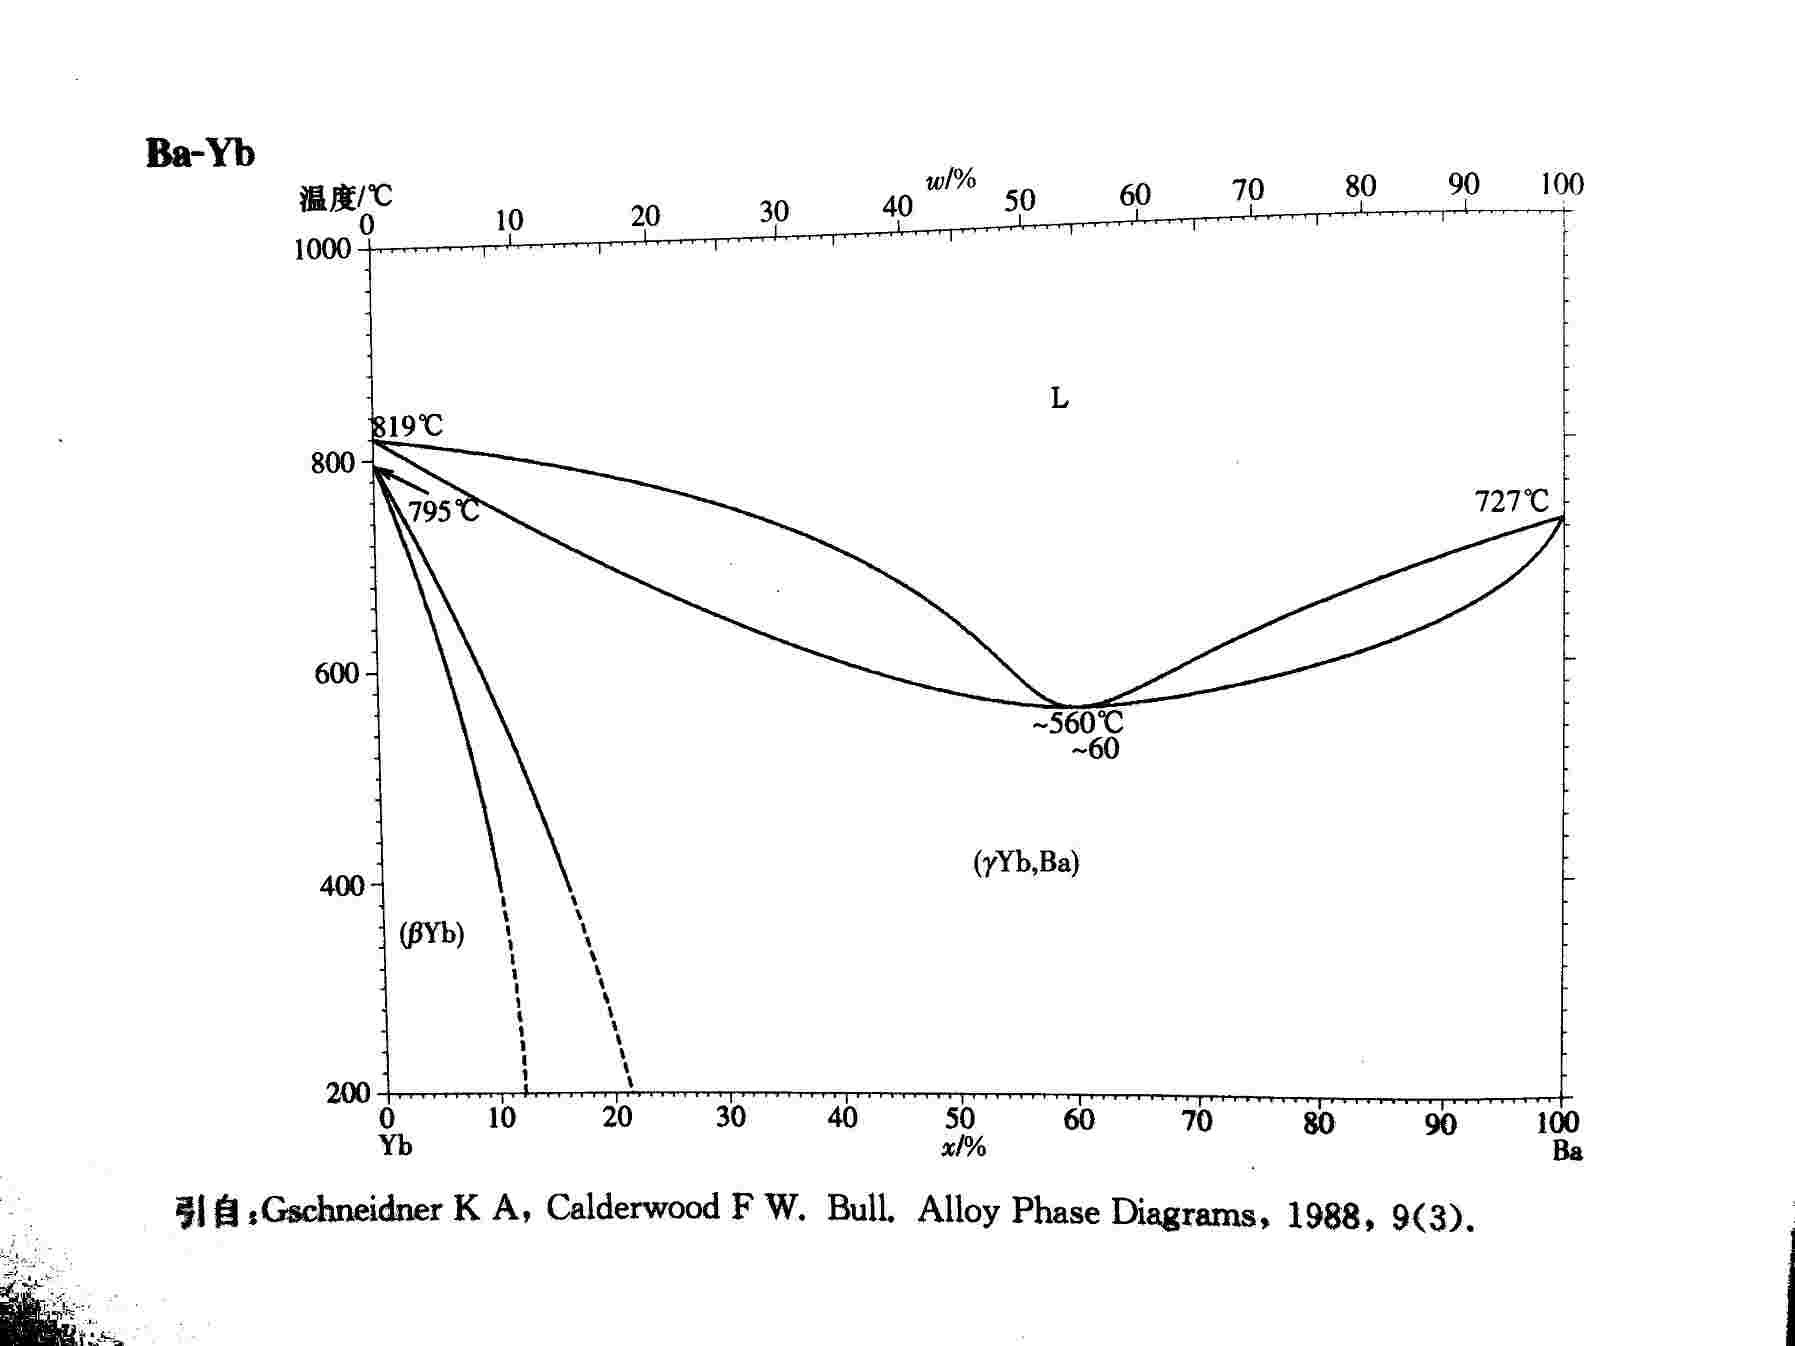 Ba-Yb
w/%
温度/℃
0 10 20 30 40 50 60 70 80 90 100
1000
L
819℃
800
795℃
727℃
600
~560℃
~60
(γYb,Ba)
400
(βYb)
200
0 10 20 30 40 50 60 70 80 90 100
Yb x/% Ba
引自:Gschneidner K A, Calderwood F W. Bull. Alloy Phase Diagrams, 1988, 9(3).